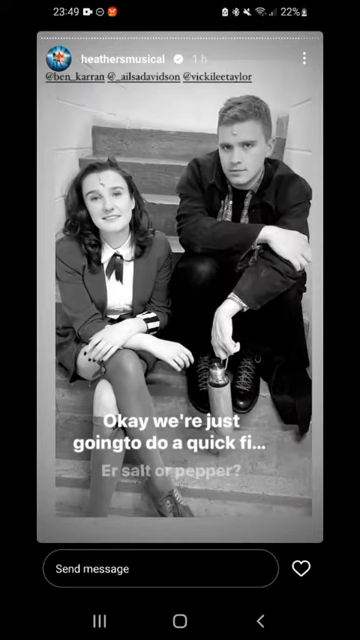 23:49
22%
heathersmusical 1 h
@ben_karran @_ailsadavidson @vickileetaylor
Okay we're just
goingto do a quick fi...
Er salt or pepper?
Send message